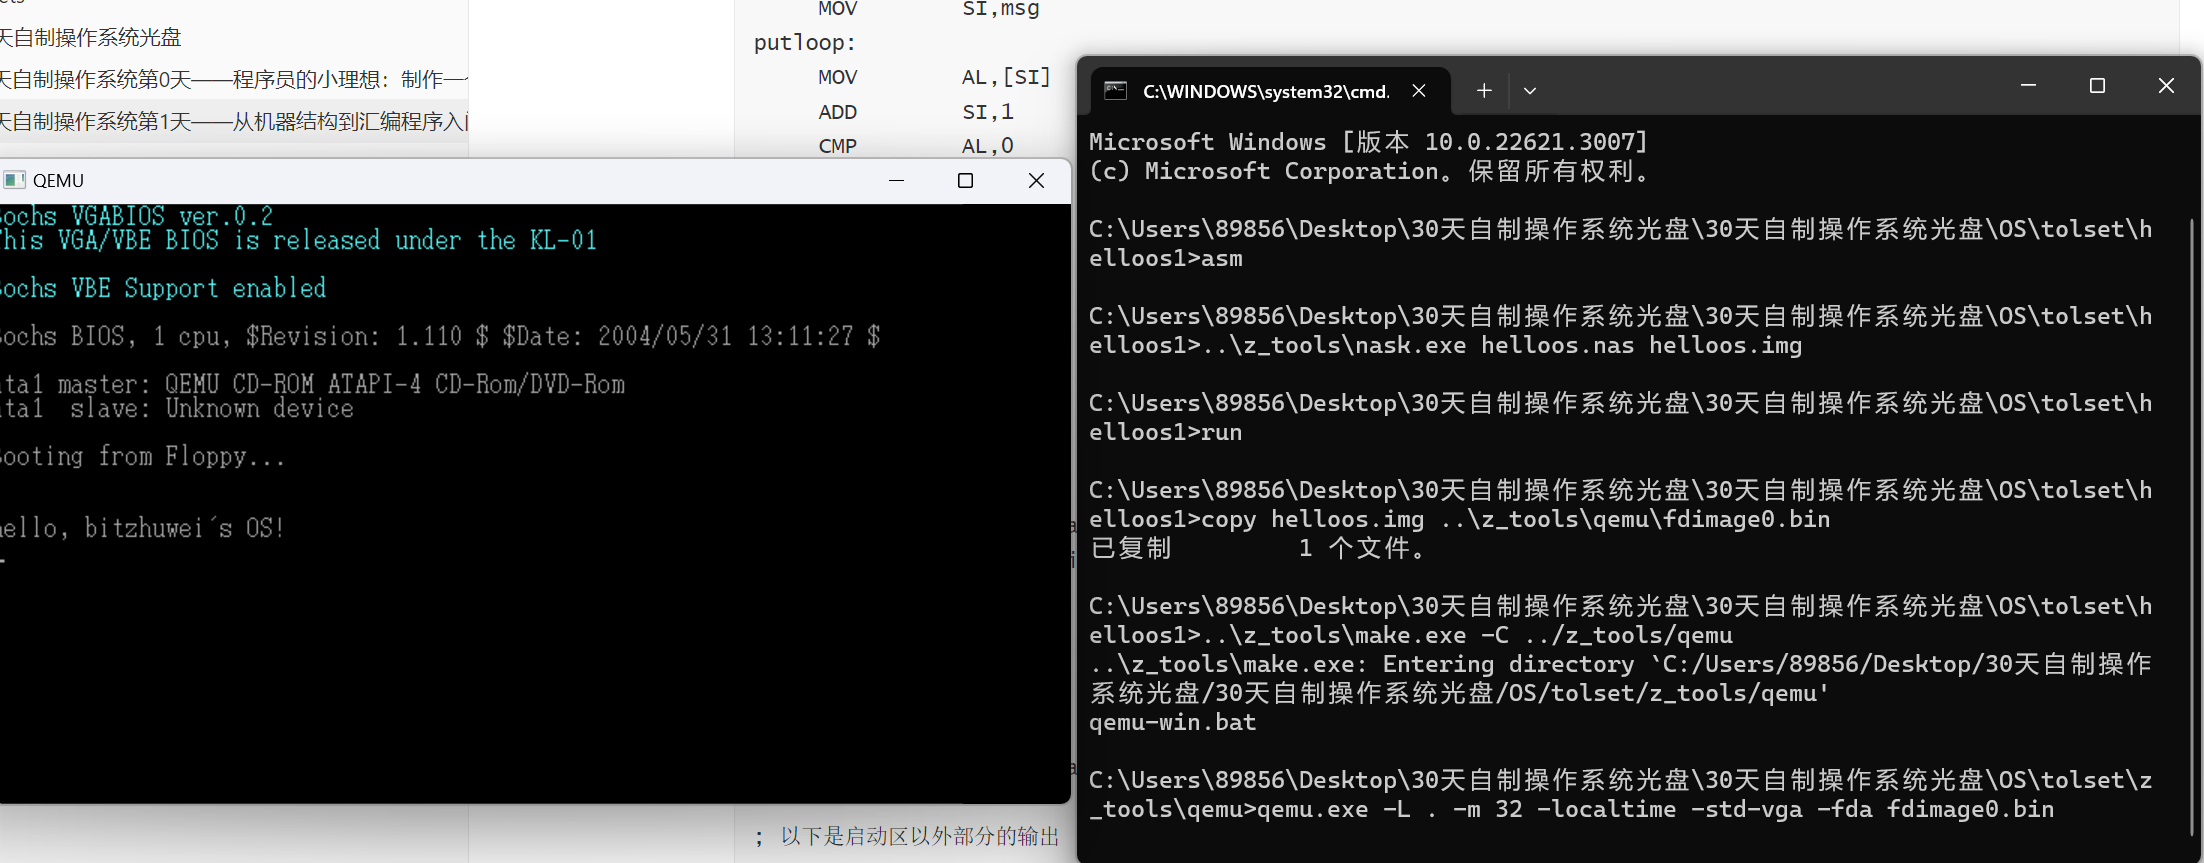 天自制操作系统光盘
天自制操作系统第0天——程序员的小理想：制作一个
天自制操作系统第1天——从机器结构到汇编程序入门
MOV SI,msg
putloop:
MOV AL,[SI]
ADD SI,1
CMP AL,0
; 以下是启动区以外部分的输出
QEMU
Bochs VGABIOS ver.0.2
This VGA/VBE BIOS is released under the KL-01
Bochs VBE Support enabled
Bochs BIOS, 1 cpu, $Revision: 1.110 $ $Date: 2004/05/31 13:11:27 $
ata1 master: QEMU CD-ROM ATAPI-4 CD-Rom/DVD-Rom
ata1 slave: Unknown device
Booting from Floppy...
hello, bitzhuwei´s OS!
C:\WINDOWS\system32\cmd.
Microsoft Windows [版本 10.0.22621.3007]
(c) Microsoft Corporation。保留所有权利。
C:\Users\89856\Desktop\30天自制操作系统光盘\30天自制操作系统光盘\OS\tolset\h
elloos1>asm
C:\Users\89856\Desktop\30天自制操作系统光盘\30天自制操作系统光盘\OS\tolset\h
elloos1>..\z_tools\nask.exe helloos.nas helloos.img
C:\Users\89856\Desktop\30天自制操作系统光盘\30天自制操作系统光盘\OS\tolset\h
elloos1>run
C:\Users\89856\Desktop\30天自制操作系统光盘\30天自制操作系统光盘\OS\tolset\h
elloos1>copy helloos.img ..\z_tools\qemu\fdimage0.bin
已复制 1 个文件。
C:\Users\89856\Desktop\30天自制操作系统光盘\30天自制操作系统光盘\OS\tolset\h
elloos1>..\z_tools\make.exe -C ../z_tools/qemu
..\z_tools\make.exe: Entering directory `C:/Users/89856/Desktop/30天自制操作
系统光盘/30天自制操作系统光盘/OS/tolset/z_tools/qemu'
qemu-win.bat
C:\Users\89856\Desktop\30天自制操作系统光盘\30天自制操作系统光盘\OS\tolset\z
_tools\qemu>qemu.exe -L . -m 32 -localtime -std-vga -fda fdimage0.bin